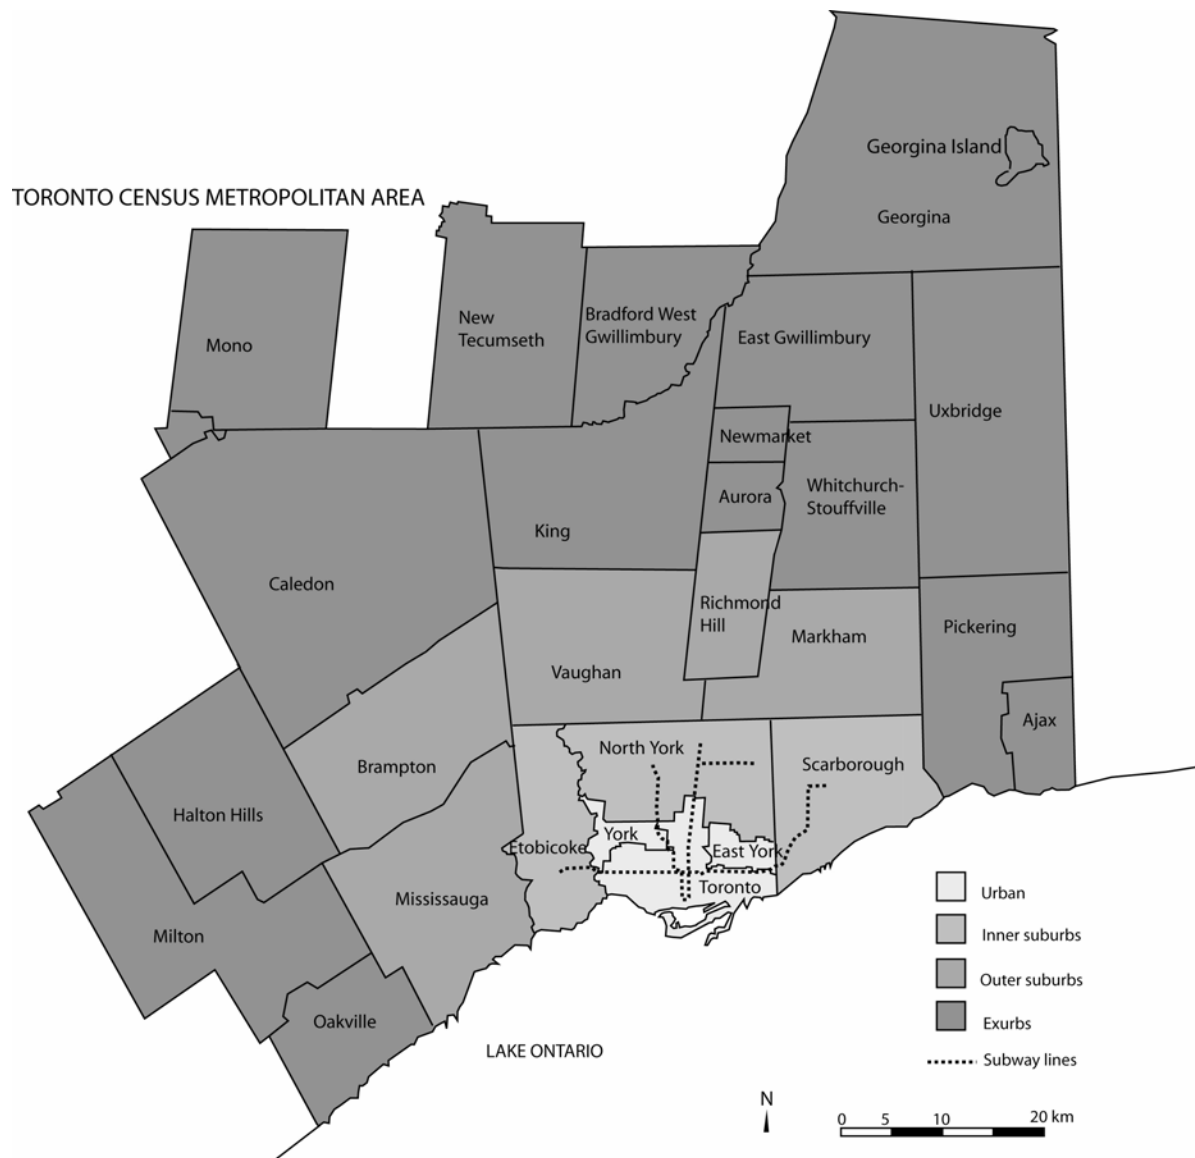 Georgina Island
TORONTO CENSUS METROPOLITAN AREA
Georgina
Mono
New
Tecumseth
Bradford West
Gwillimbury
East Gwillimbury
Uxbridge
Newmarket
Aurora
Whitchurch-
Stouffville
King
Caledon
Richmond
Hill
Markham
Pickering
Vaughan
Ajax
North York
Scarborough
Brampton
Halton Hills
York
Etobicoke
East York
Toronto
Mississauga
Milton
Oakville
LAKE ONTARIO
Urban
Inner suburbs
Outer suburbs
Exurbs
Subway lines
N
0 5 10 20 km